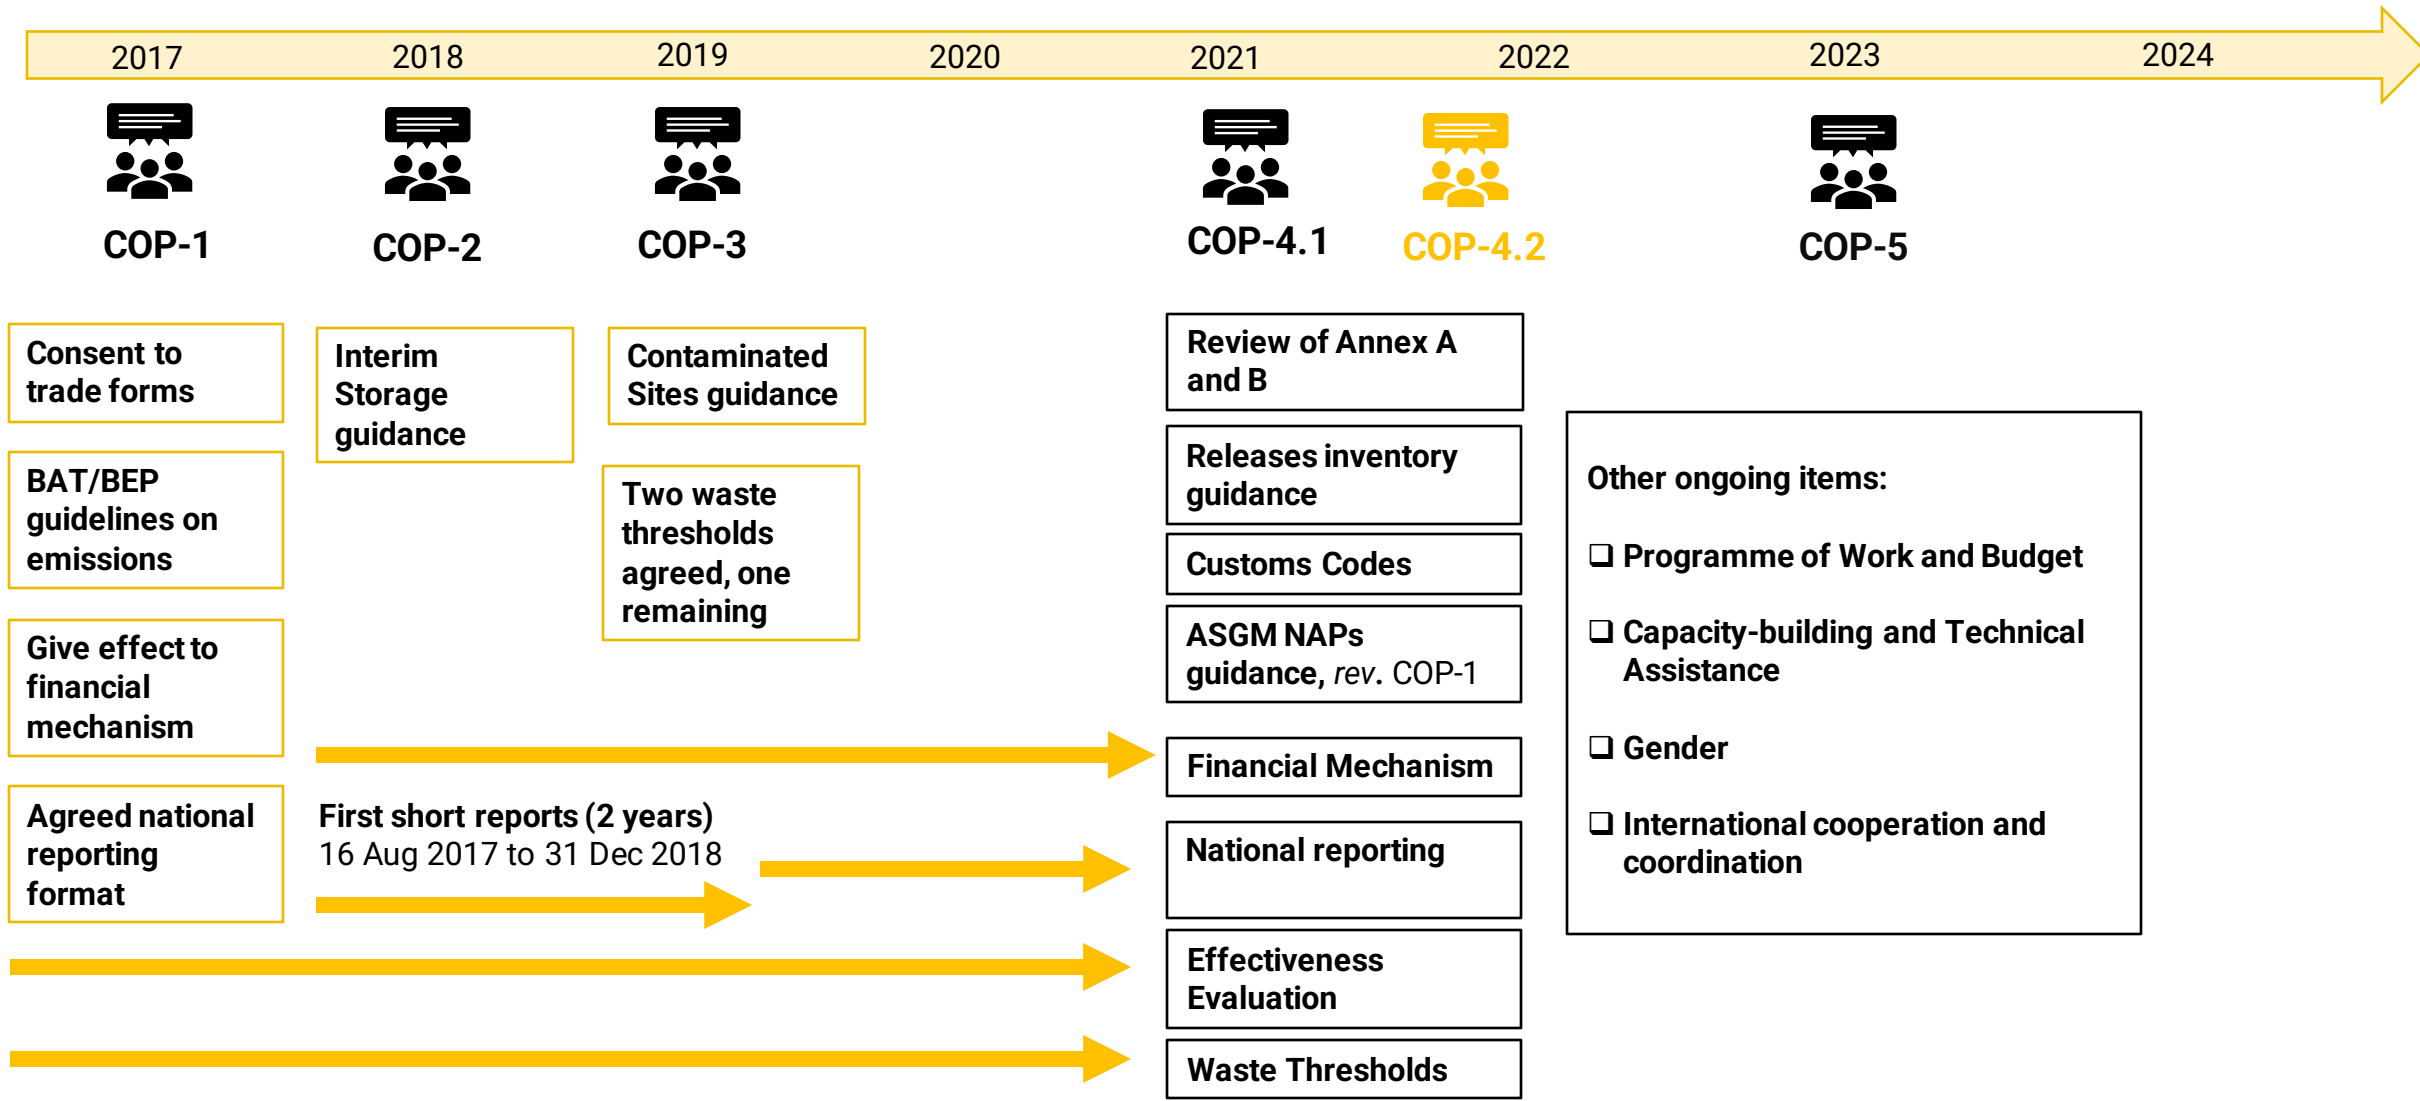 2017
2018
2019
2020
2021
2022
2023
2024
COP-1
COP-2
COP-3
COP-4.1
COP-4.2
COP-5
Consent to
trade forms
BAT/BEP
guidelines on
emissions
Give effect to
financial
mechanism
Agreed national
reporting
format
Interim
Storage
guidance
First short reports (2 years)
16 Aug 2017 to 31 Dec 2018
Contaminated
Sites guidance
Two waste
thresholds
agreed, one
remaining
Review of Annex A
and B
Releases inventory
guidance
Customs Codes
ASGM NAPs
guidance, rev. COP-1
Financial Mechanism
National reporting
Effectiveness
Evaluation
Waste Thresholds
Other ongoing items:
❑ Programme of Work and Budget
❑ Capacity-building and Technical
Assistance
❑ Gender
❑ International cooperation and
coordination